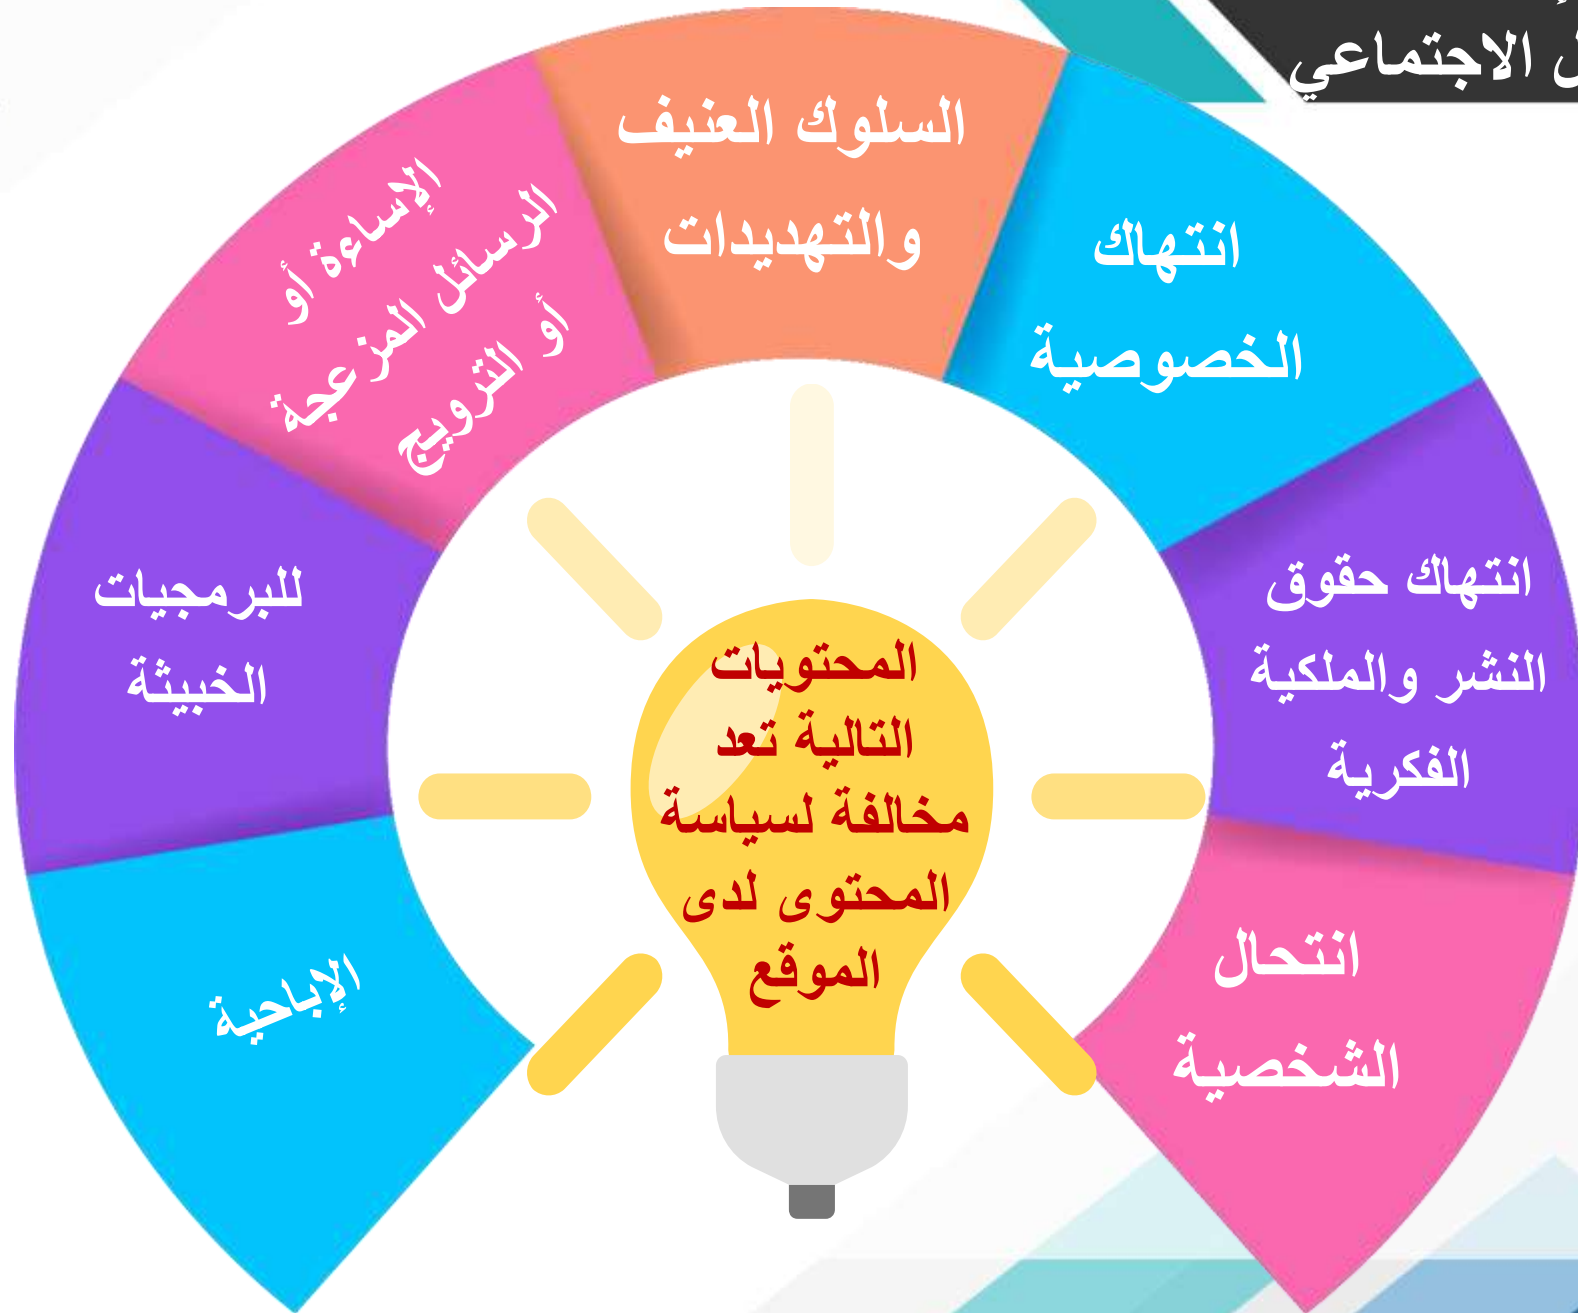 الاجتماعي
السلوك العنيف
والتهديدات
انتهاك
الخصوصية
انتهاك حقوق
النشر والملكية
الفكرية
انتحال
الشخصية
الإساءة أو
الرسائل المزعجة
أو الترويج
للبرمجيات
الخبيثة
الإباحية
المحتويات
التالية تعد
مخالفة لسياسة
المحتوى لدى
الموقع